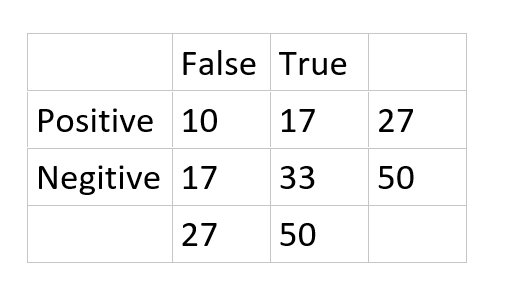 False True
Positive 10 17 27
Negitive 17 33 50
27 50